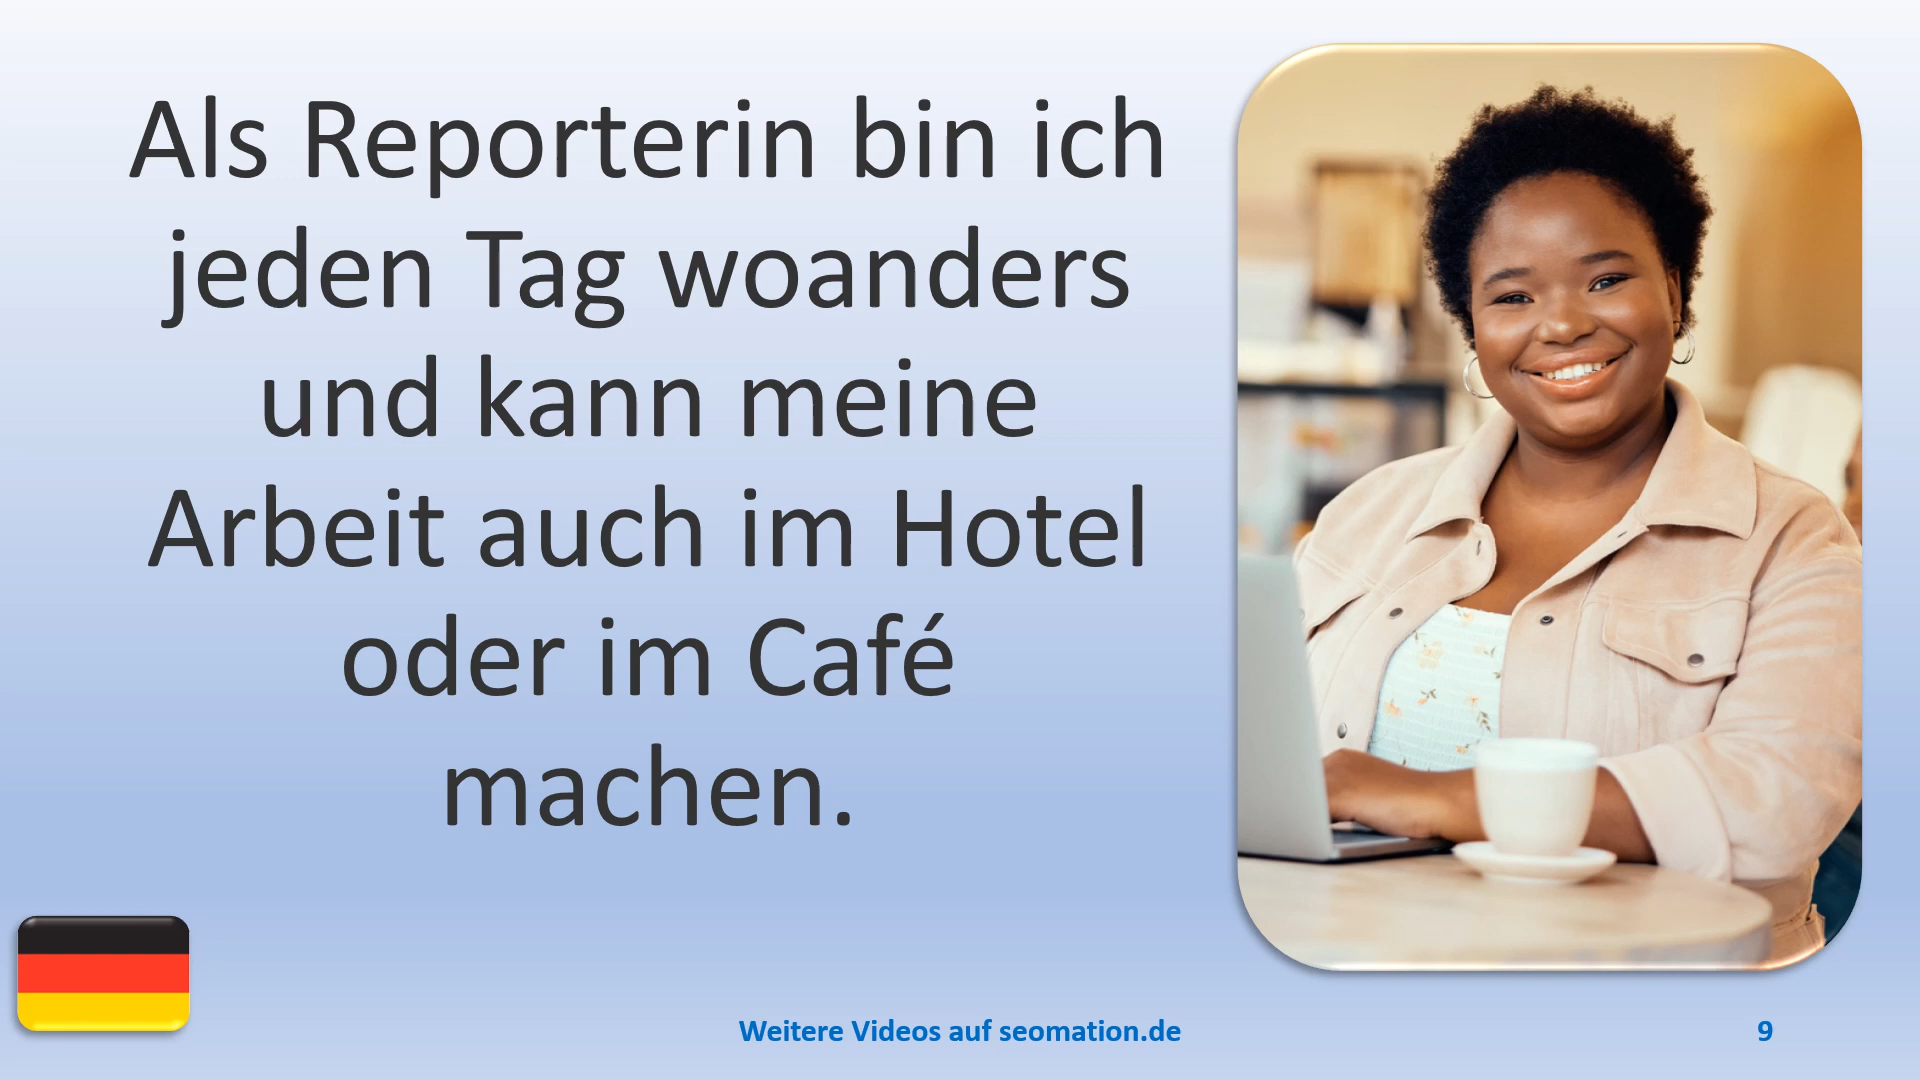 Als Reporterin bin ich
jeden Tag woanders
und kann meine
Arbeit auch im Hotel
oder im Café
machen.
Weitere Videos auf seomation.de
9